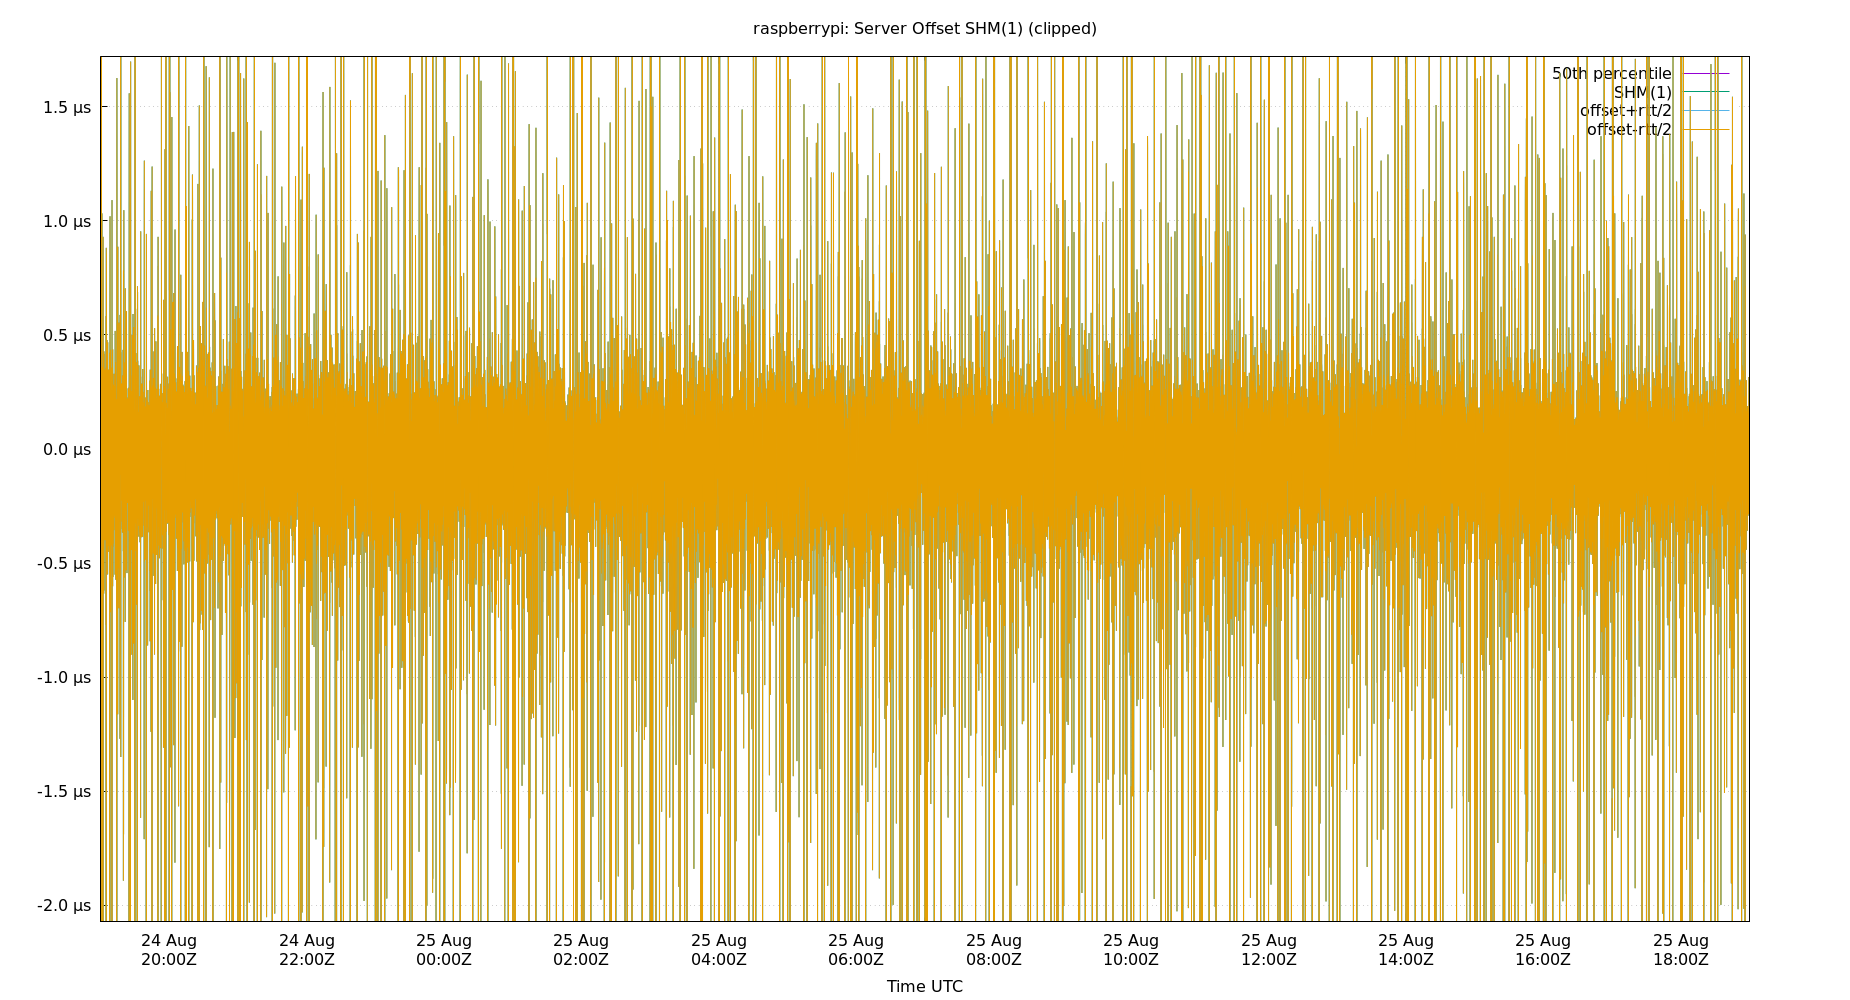 raspberrypi: Server Offset SHM(1) (clipped)
50th percentile
SHM(1)
offset+rtt/2
offset-rtt/2
1.5 µs
1.0 µs
0.5 µs
0.0 µs
-0.5 µs
-1.0 µs
-1.5 µs
-2.0 µs
24 Aug 24 Aug 25 Aug 25 Aug 25 Aug 25 Aug 25 Aug 25 Aug 25 Aug 25 Aug 25 Aug 25 Aug
20:00Z 22:00Z 00:00Z 02:00Z 04:00Z 06:00Z 08:00Z 10:00Z 12:00Z 14:00Z 16:00Z 18:00Z
Time UTC